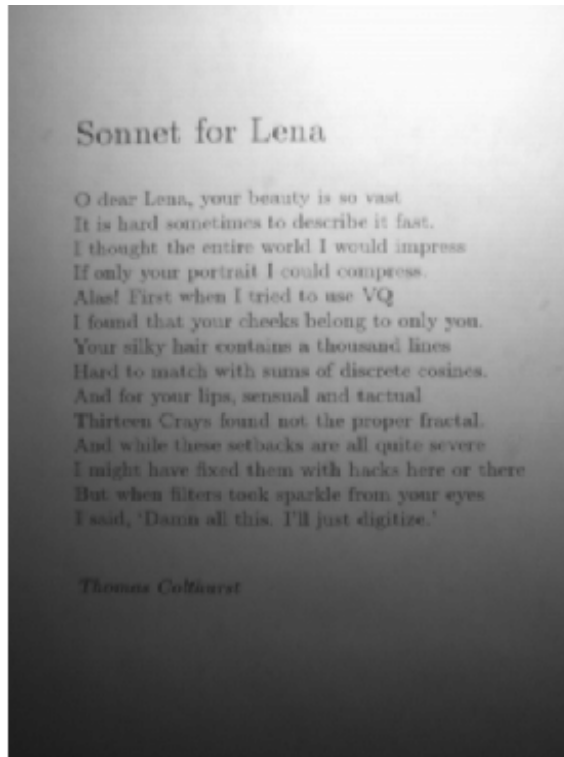 Sonnet for Lena
O dear Lena, your beauty is so vast
It is hard sometimes to describe it fast.
I thought the entire world I would impress
If only your portrait I could compress.
Alas! First when I tried to use VQ
I found that your cheeks belong to only you.
Your silky hair contains a thousand lines
Hard to match with sums of discrete cosines.
And for your lips, sensual and tactual
Thirteen Crays found not the proper fractal.
And while these setbacks are all quite severe
I might have fixed them with hacks here or there
But when filters took sparkle from your eyes
I said, 'Damn all this. I'll just digitize.'
Thomas Colthurst